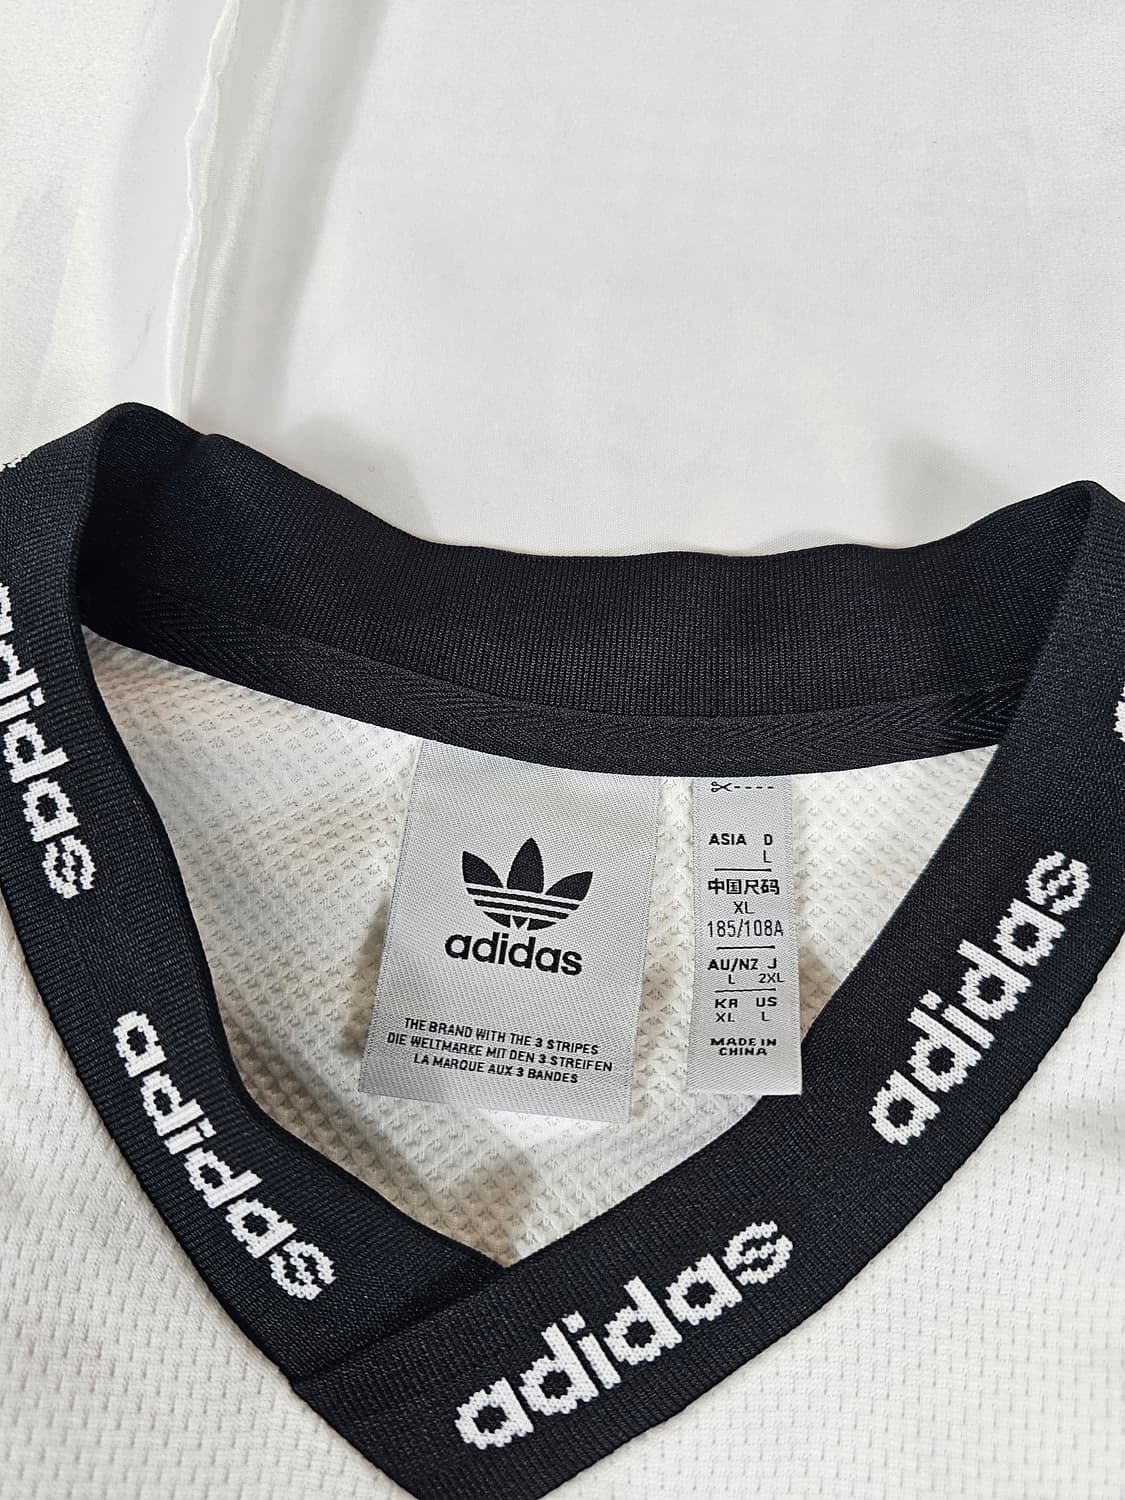 adidas
THE BRAND WITH THE 3 STRIPES
DIE WELTMARKE MIT DEN 3 STREIFEN
LA MARQUE AUX 3 BANDES
ASIA D
L
中国尺码
XL
185/108A
AU/NZ J
L 2XL
KR US
XL L
MADE IN
CHINA
adidas
adidas
adidas
adidas